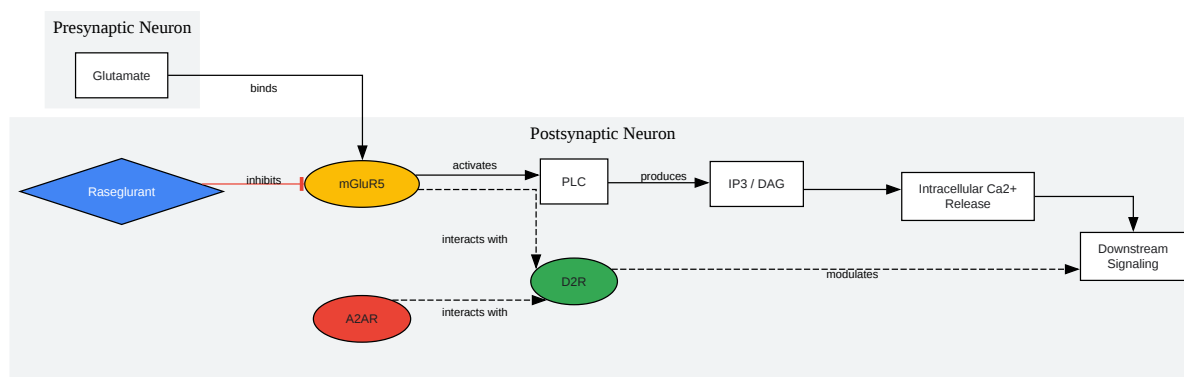 Presynaptic Neuron
Glutamate
binds
Postsynaptic Neuron
Raseglurant
inhibits
mGluR5
activates
PLC
produces
IP3 / DAG
Intracellular Ca2+
Release
interacts with
D2R
modulates
Downstream
Signaling
A2AR
interacts with